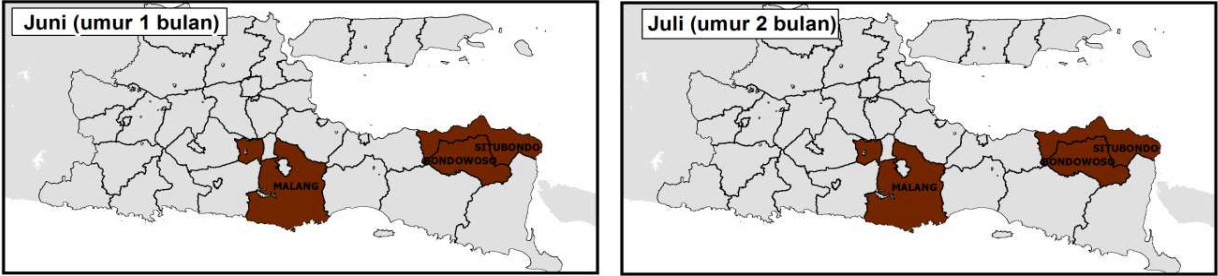 Juni (umur 1 bulan)
SITUBONDO
BONDOWOSO
MALANG
Juli (umur 2 bulan)
SITUBONDO
BONDOWOSO
MALANG